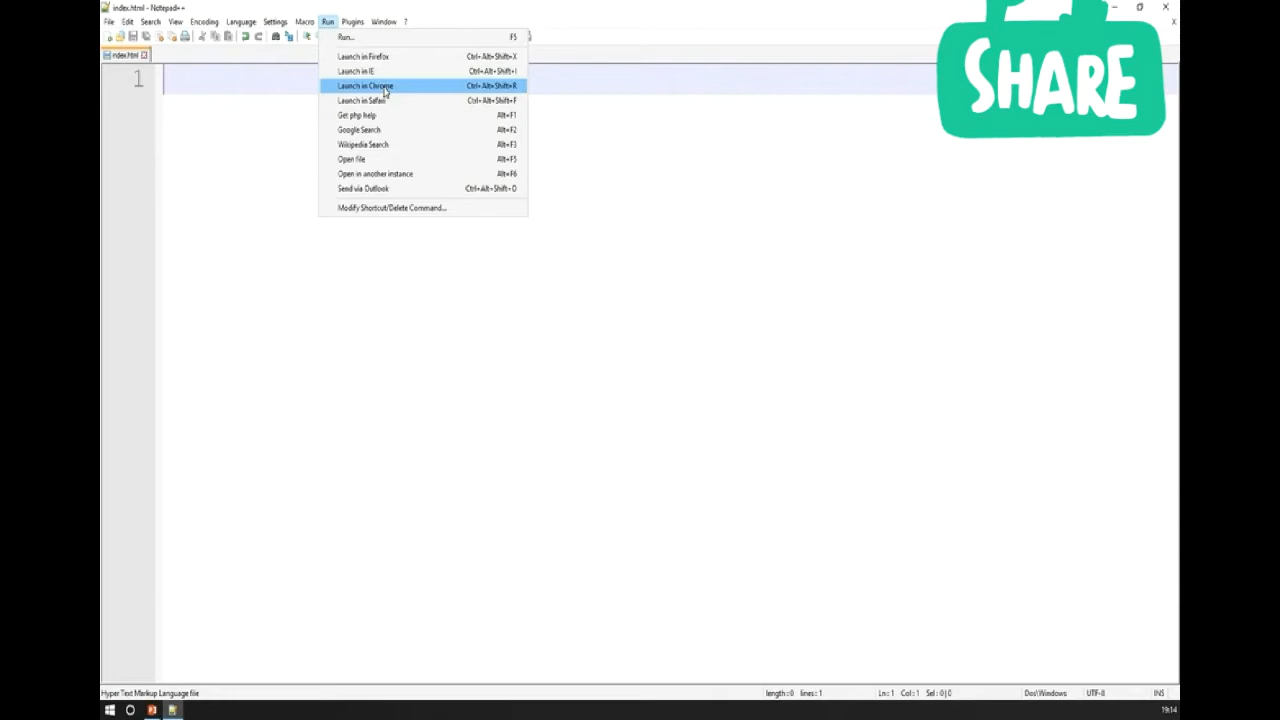 index.html - Notepad++
File Edit Search View Encoding Language Settings Macro Run Plugins Window ?
index.html
1
Run... F5
Launch in Firefox Ctrl+Alt+Shift+X
Launch in IE Ctrl+Alt+Shift+I
Launch in Chrome Ctrl+Alt+Shift+R
Launch in Safari Ctrl+Alt+Shift+F
Get php help Alt+F1
Google Search Alt+F2
Wikipedia Search Alt+F3
Open file Alt+F5
Open in another instance Alt+F6
Send via Outlook Ctrl+Alt+Shift+O
Modify Shortcut/Delete Command...
SHARE
Hyper Text Markup Language file length:0 lines:1 Ln:1 Col:1 Sel:0|0 Dos\Windows UTF-8 INS
19:14